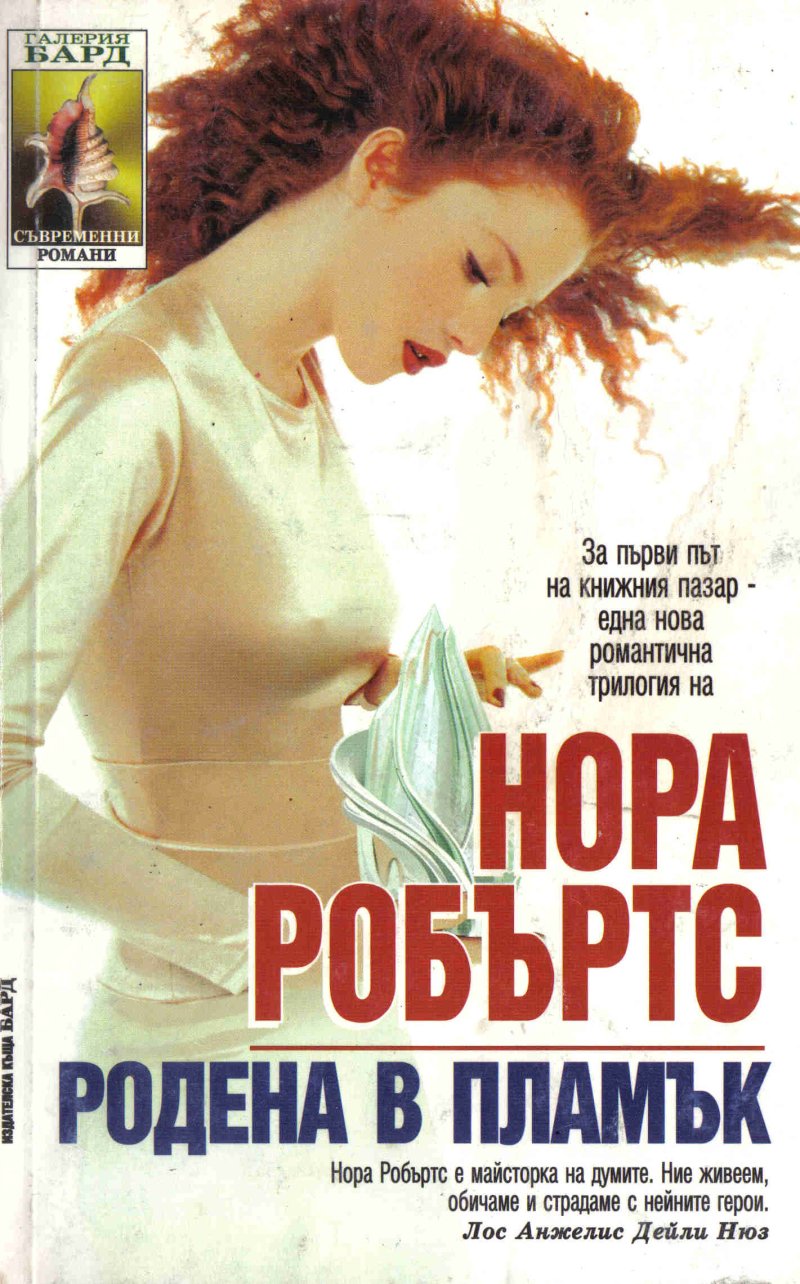 ГАЛЕРИЯ
БАРД
СЪВРЕМЕННИ
РОМАНИ
За първи път
на книжния пазар -
една нова
романтична
трилогия на
НОРА
РОБЪРТС
РОДЕНА В ПЛАМЪК
Нора Робъртс е майсторка на думите. Ние живеем,
обичаме и страдаме с нейните герои.
Лос Анжелис Дейли Нюз
ИЗДАТЕЛСКА КЪЩА БАРД